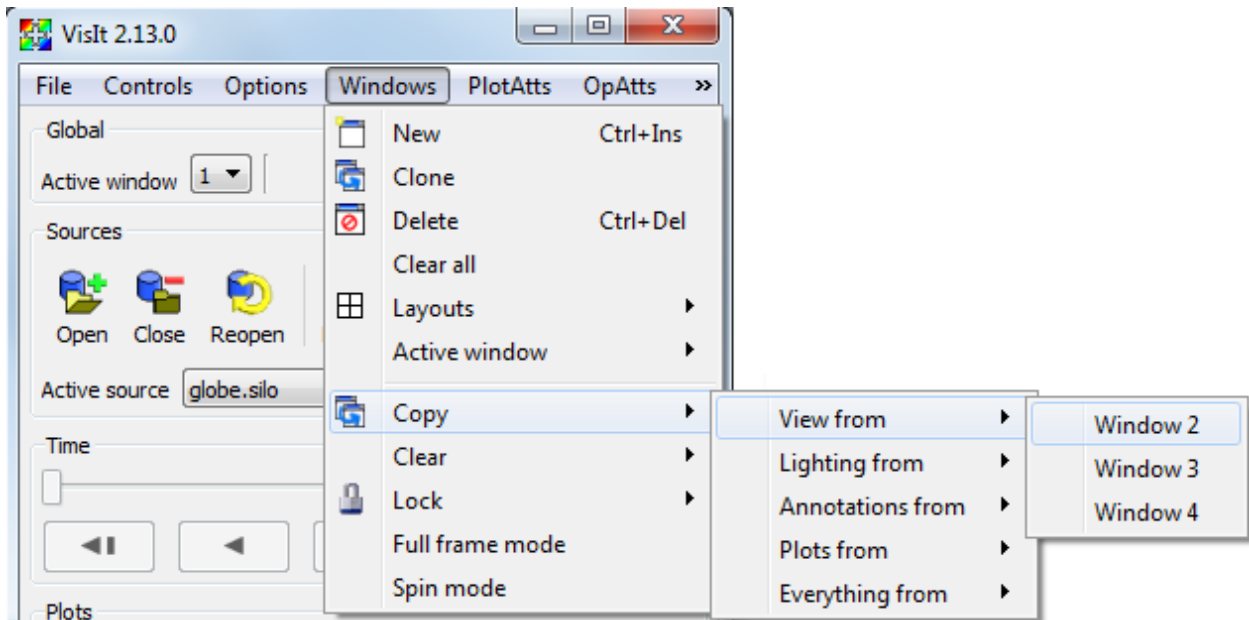 VisIt 2.13.0
File Controls Options Windows PlotAtts OpAtts »
Global
Active window 1
Sources
Open Close Reopen
Active source globe.silo
Time
Plots
New Ctrl+Ins
Clone
Delete Ctrl+Del
Clear all
Layouts
Active window
Copy
Clear
Lock
Full frame mode
Spin mode
View from
Lighting from
Annotations from
Plots from
Everything from
Window 2
Window 3
Window 4